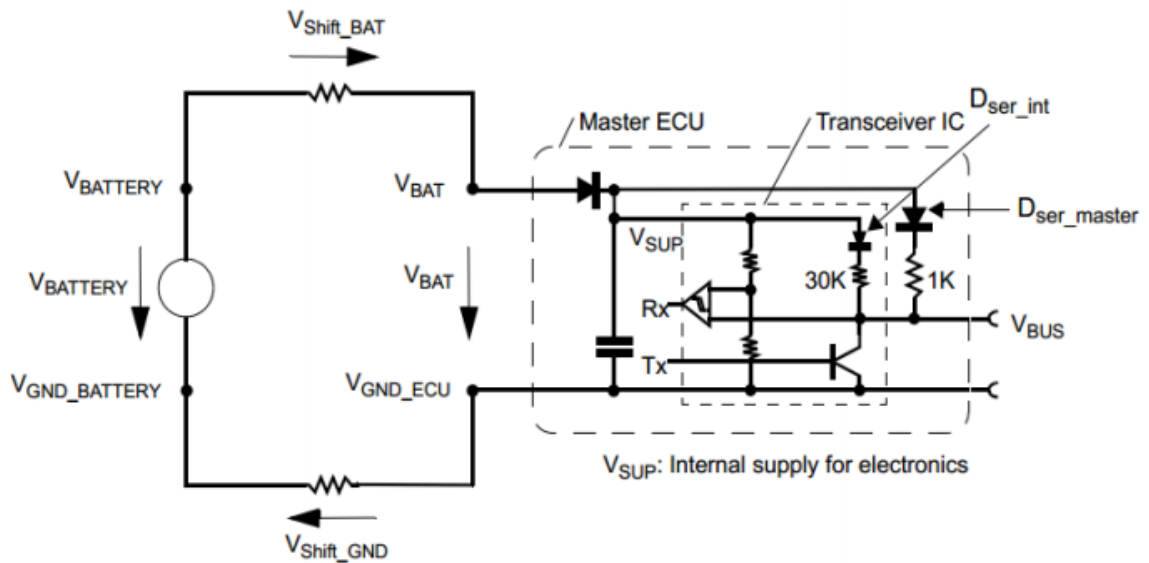 VShift_BAT
Dser_int
Master ECU
Transceiver IC
VBATTERY
VBAT
Dser_master
VSUP
VBATTERY
VBAT
30K
1K
Rx
VBUS
Tx
VGND_BATTERY
VGND_ECU
VSUP: Internal supply for electronics
VShift_GND